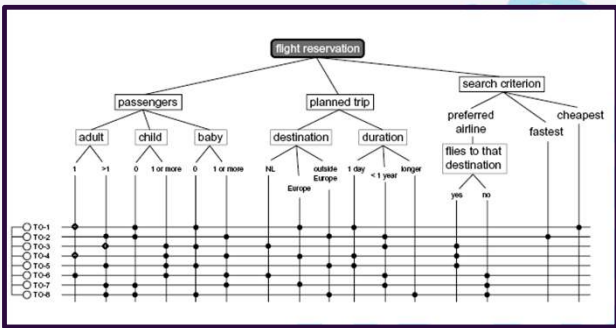 flight reservation
search criterion
passengers planned trip
preferred airline fastest cheapest
adult child baby destination duration
flies to that destination
1 >1 0 1 or more 0 1 or more NL Europe outside Europe 1 day < 1 year longer
yes no
TO-1
TO-2
TO-3
TO-4
TO-5
TO-6
TO-7
TO-8